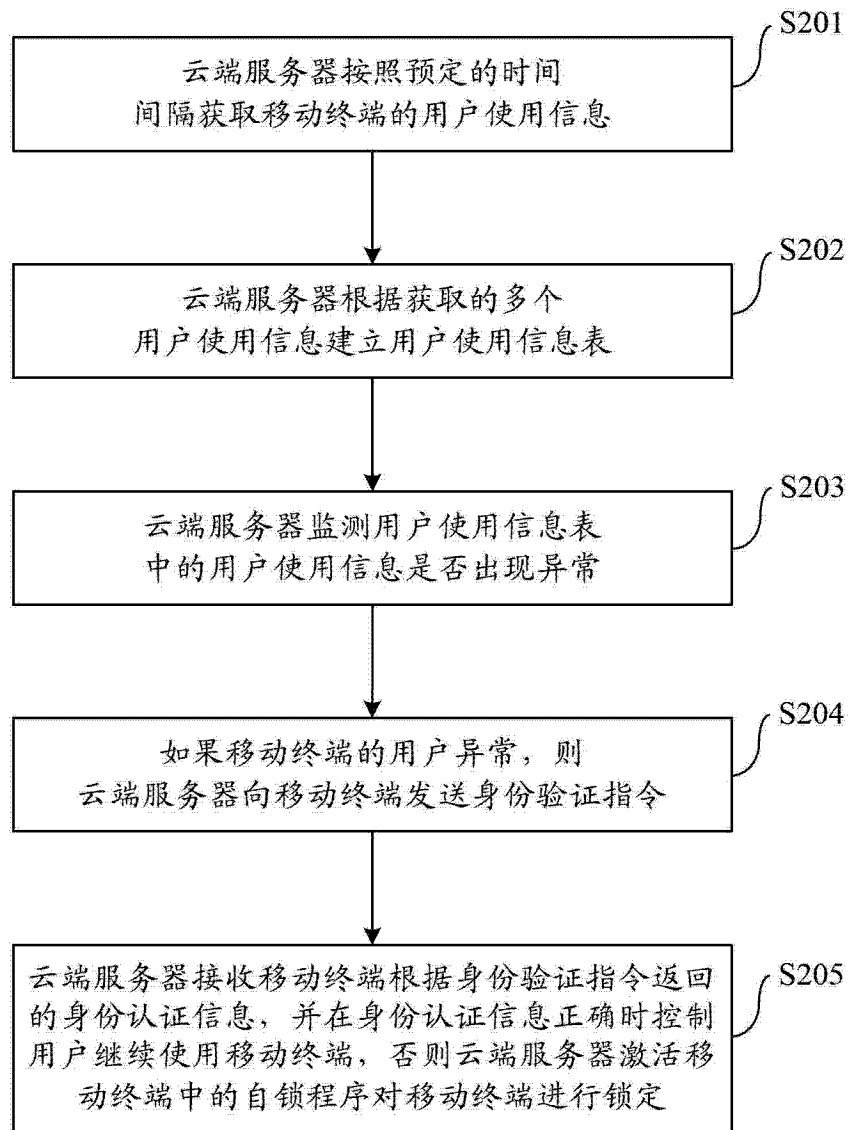 S201
云端服务器按照预定的时间
间隔获取移动终端的用户使用信息
S202
云端服务器根据获取的多个
用户使用信息建立用户使用信息表
S203
云端服务器监测用户使用信息表
中的用户使用信息是否出现异常
S204
如果移动终端的用户异常，则
云端服务器向移动终端发送身份验证指令
S205
云端服务器接收移动终端根据身份验证指令返回
的身份认证信息，并在身份认证信息正确时控制
用户继续使用移动终端，否则云端服务器激活移
动终端中的自锁程序对移动终端进行锁定